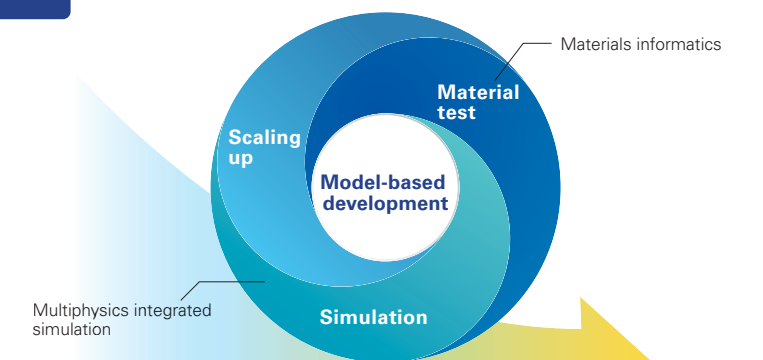 Materials informatics
Material
test
Scaling
up
Model-based
development
Multiphysics integrated
simulation
Simulation